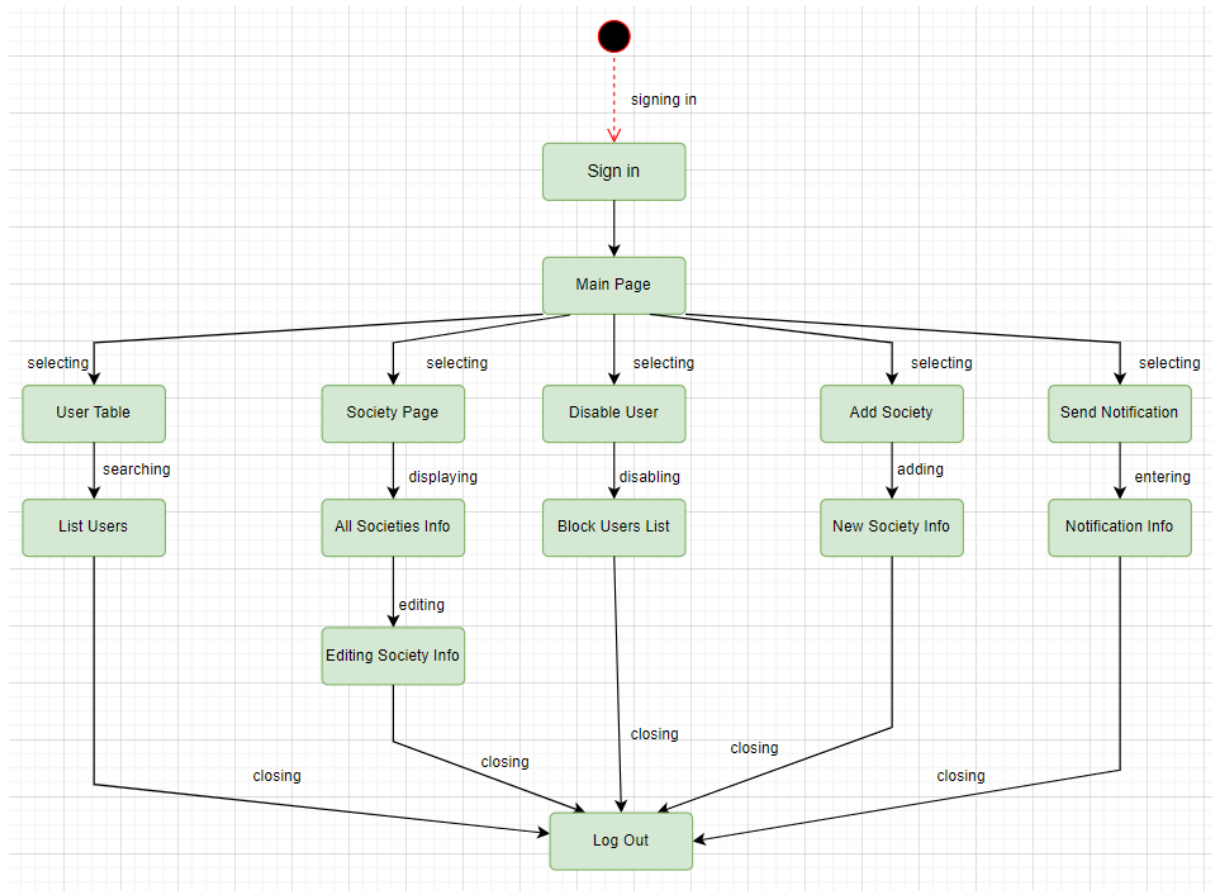 signing in
Sign in
Main Page
selecting
selecting
selecting
selecting
selecting
User Table
Society Page
Disable User
Add Society
Send Notification
searching
displaying
disabling
adding
entering
List Users
All Societies Info
Block Users List
New Society Info
Notification Info
editing
Editing Society Info
closing
closing
closing
closing
closing
Log Out